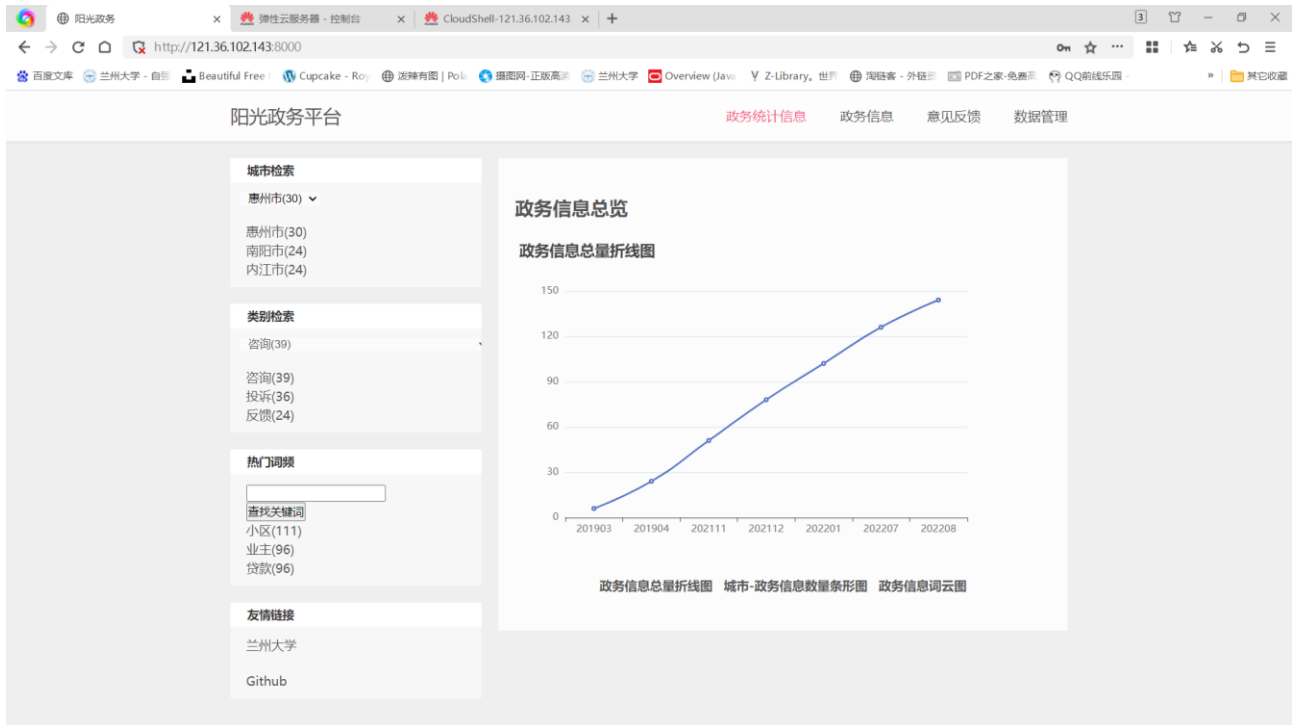 阳光政务
弹性云服务器 - 控制台
CloudShell-121.36.102.143
3
http://121.36.102.143:8000
百度文库
兰州大学 - 自强
Beautiful Free
Cupcake - Roy
泼辣有图 | Pola
摄图网-正版高
兰州大学
Overview (Java
Z-Library。世界
淘链客 - 外链
PDF之家-免费
QQ前线乐园 -
»
其它收藏
阳光政务平台
政务统计信息
政务信息
意见反馈
数据管理
城市检索
惠州市(30)
惠州市(30)
南阳市(24)
内江市(24)
类别检索
咨询(39)
咨询(39)
投诉(36)
反馈(24)
热门词频
查找关键词
小区(111)
业主(96)
贷款(96)
友情链接
兰州大学
Github
政务信息总览
政务信息总量折线图
150
120
90
60
30
0
201903 201904 202111 202112 202201 202207 202208
政务信息总量折线图 城市-政务信息数量条形图 政务信息词云图